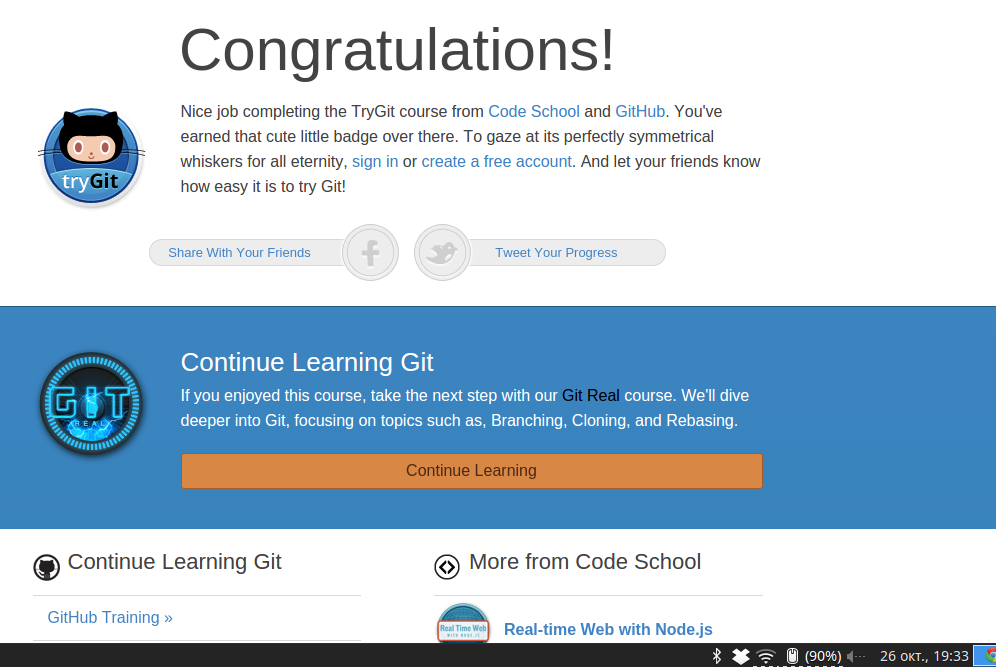 Congratulations!
Nice job completing the TryGit course from Code School and GitHub. You've
earned that cute little badge over there. To gaze at its perfectly symmetrical
whiskers for all eternity, sign in or create a free account. And let your friends know
how easy it is to try Git!
tryGit
Share With Your Friends
Tweet Your Progress
Continue Learning Git
If you enjoyed this course, take the next step with our Git Real course. We'll dive
deeper into Git, focusing on topics such as, Branching, Cloning, and Rebasing.
GIT
REAL
Continue Learning
Continue Learning Git
GitHub Training »
More from Code School
Real Time Web
WITH NODE.JS
Real-time Web with Node.js
(90%)
26 окт., 19:33